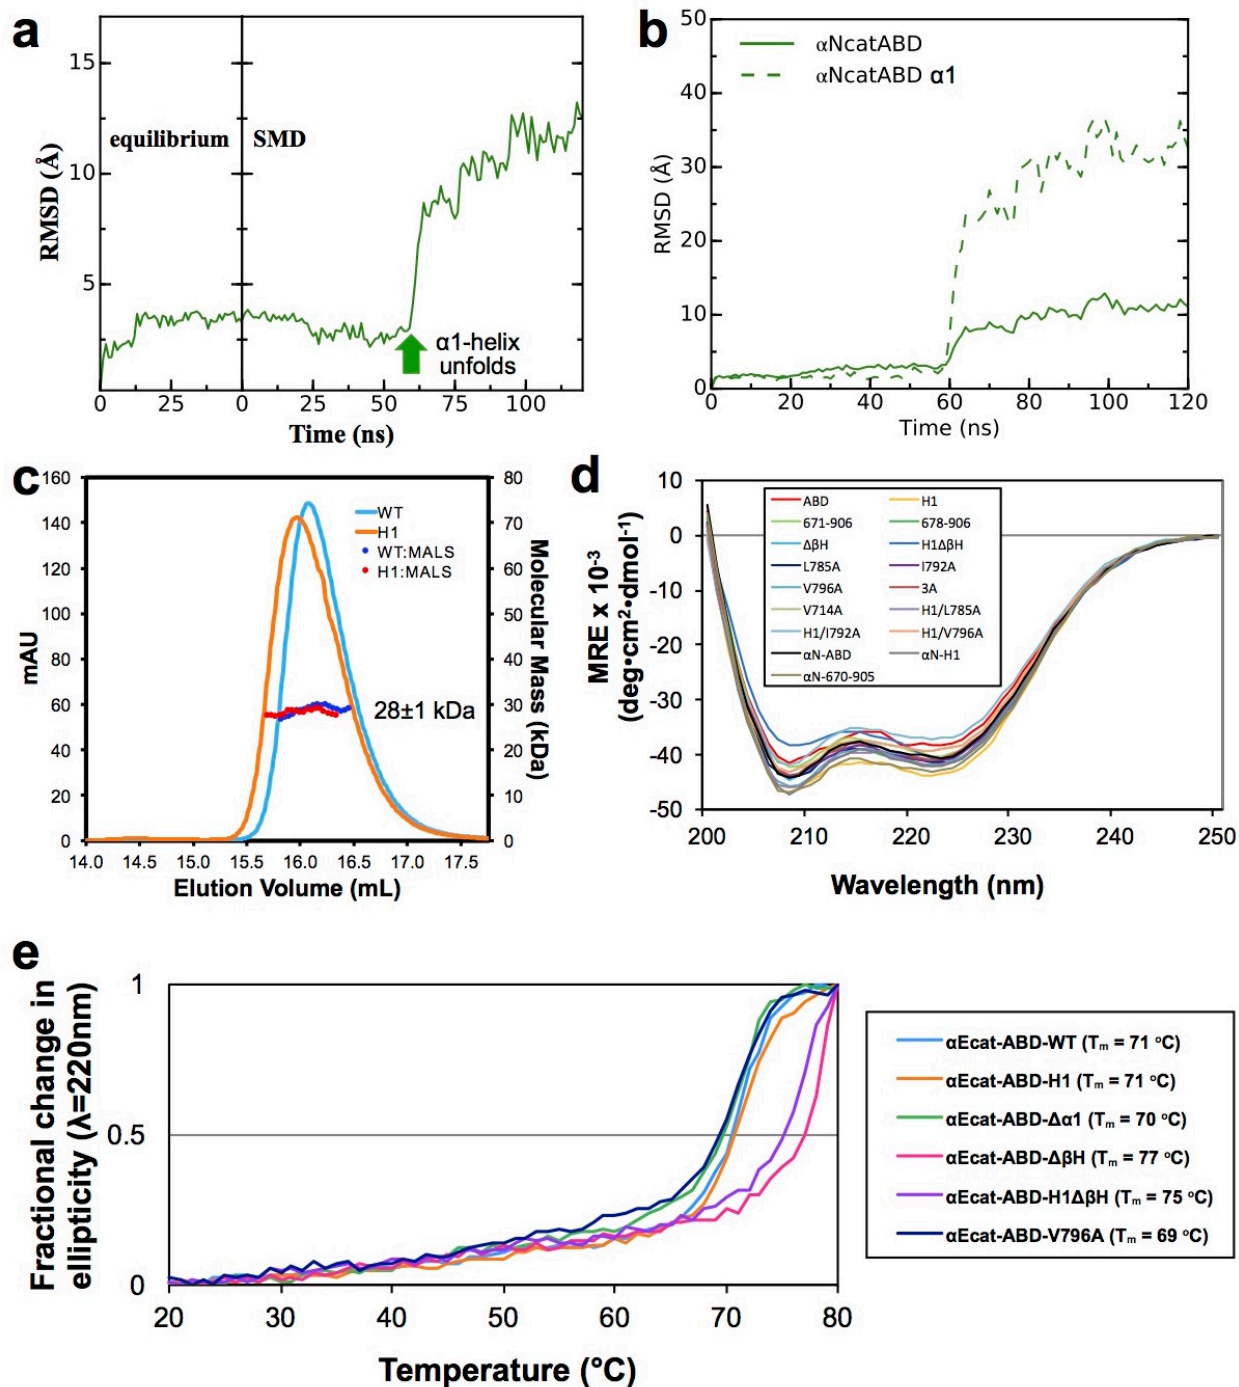 a
15
10
5
RMSD (Å)
equilibrium
SMD
α1-helix
unfolds
0
25
0
25
50
75
100
Time (ns)
b
50
40
30
20
10
0
RMSD (Å)
αNcatABD
αNcatABD α1
0
20
40
60
80
100
120
Time (ns)
c
160
140
120
100
80
60
40
20
0
mAU
WT
H1
WT:MALS
H1:MALS
28±1 kDa
80
70
60
50
40
30
20
10
0
Molecular Mass (kDa)
14.0
14.5
15.0
15.5
16.0
16.5
17.0
17.5
Elution Volume (mL)
d
10
0
-10
-20
-30
-40
-50
MRE x 10⁻³
(deg•cm²•dmol⁻¹)
ABD
H1
671-906
678-906
ΔβH
H1ΔβH
L785A
I792A
V796A
3A
V714A
H1/L785A
H1/I792A
H1/V796A
αN-ABD
αN-H1
αN-670-905
200
210
220
230
240
250
Wavelength (nm)
e
1
0.5
0
Fractional change in
ellipticity (λ=220nm)
20
30
40
50
60
70
80
Temperature (°C)
αEcat-ABD-WT (Tₘ = 71 °C)
αEcat-ABD-H1 (Tₘ = 71 °C)
αEcat-ABD-Δα1 (Tₘ = 70 °C)
αEcat-ABD-ΔβH (Tₘ = 77 °C)
αEcat-ABD-H1ΔβH (Tₘ = 75 °C)
αEcat-ABD-V796A (Tₘ = 69 °C)